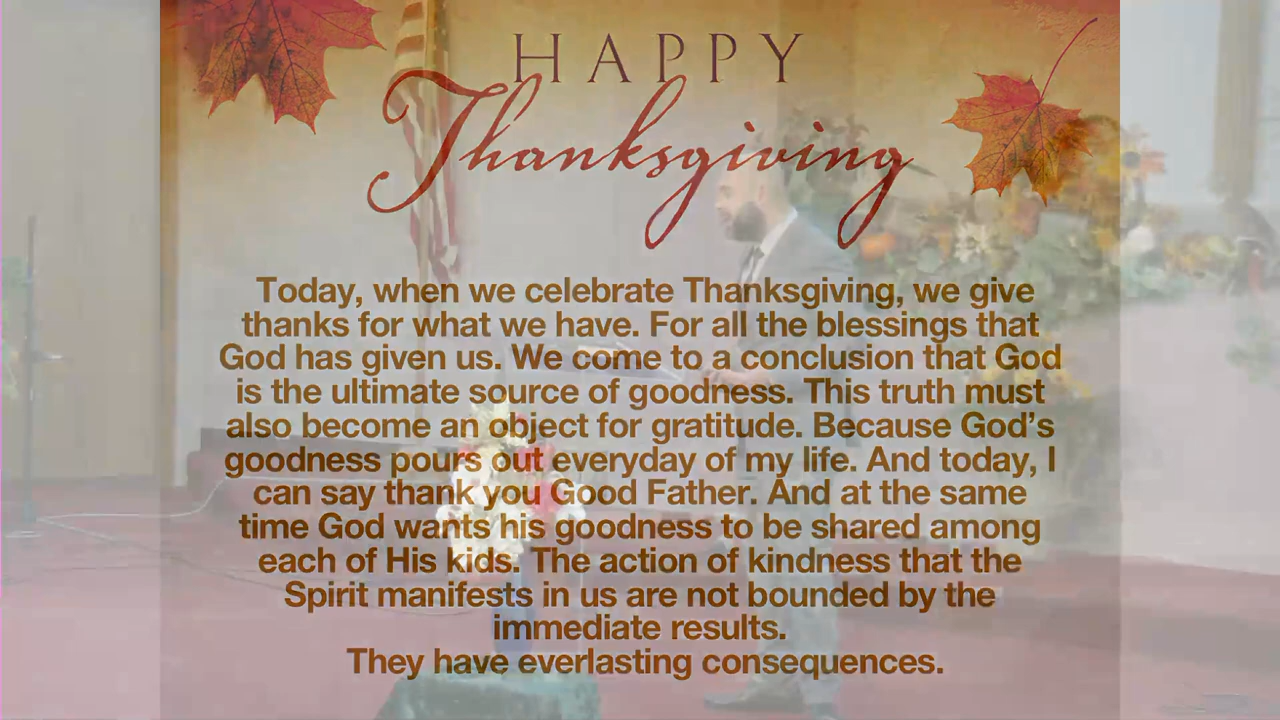 HAPPY
Thanksgiving
Today, when we celebrate Thanksgiving, we give
thanks for what we have. For all the blessings that
God has given us. We come to a conclusion that God
is the ultimate source of goodness. This truth must
also become an object for gratitude. Because God's
goodness pours out everyday of my life. And today, I
can say thank you Good Father. And at the same
time God wants his goodness to be shared among
each of His kids. The action of kindness that the
Spirit manifests in us are not bounded by the
immediate results.
They have everlasting consequences.